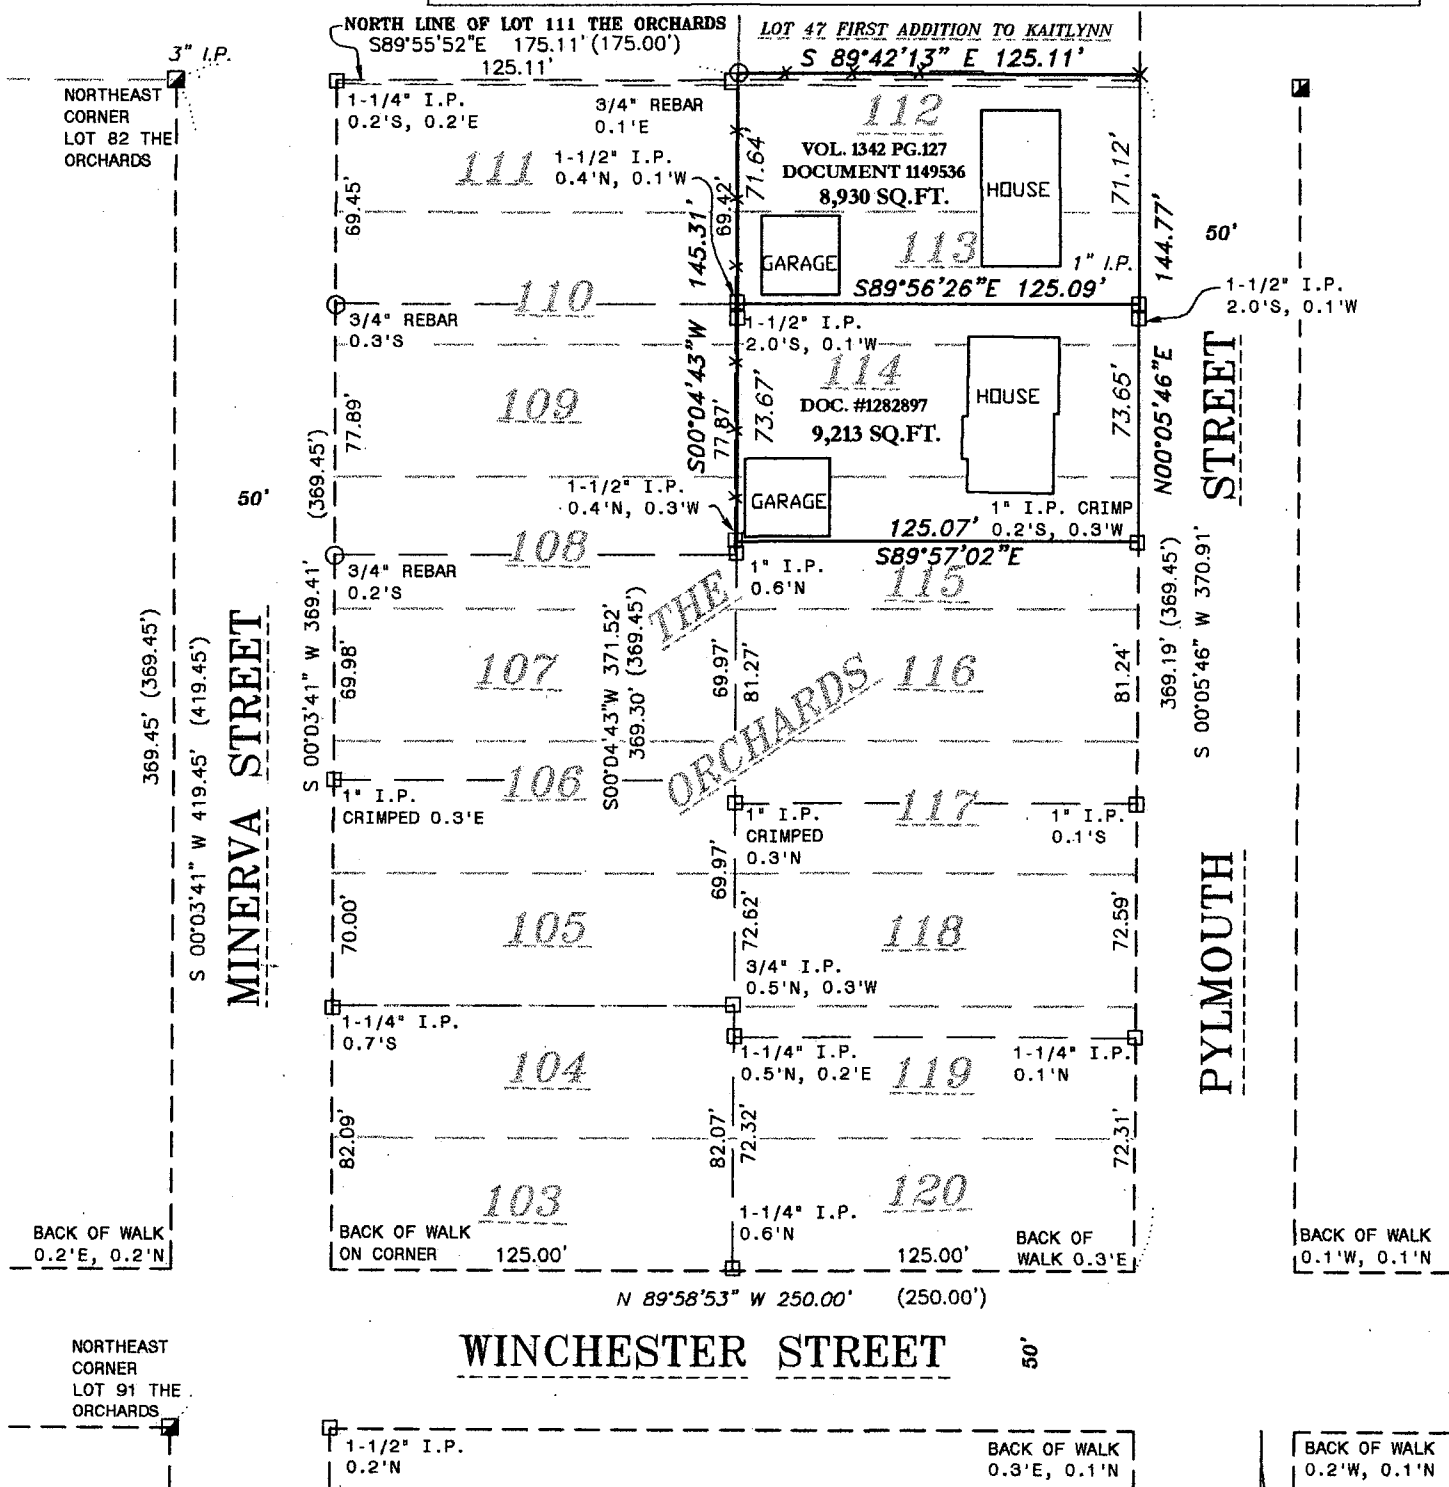 NORTH LINE OF LOT 111 THE ORCHARDS
S89°55'52"E 175.11' (175.00')
125.11'
LOT 47 FIRST ADDITION TO KAITLYNN
S 89°42'13" E 125.11'
3" I.P.
NORTHEAST
CORNER
LOT 82 THE
ORCHARDS
1-1/4" I.P.
0.2'S, 0.2'E
3/4" REBAR
0.1'E
111
1-1/2" I.P.
0.4'N, 0.1'W
69.45'
69.42'
145.31'
71.64'
112
VOL. 1342 PG.127
DOCUMENT 1149536
8,930 SQ.FT.
HOUSE
71.12'
144.77'
50'
GARAGE
113
1" I.P.
S89°56'26"E 125.09'
1-1/2" I.P.
2.0'S, 0.1'W
110
3/4" REBAR
0.3'S
1-1/2" I.P.
2.0'S, 0.1'W
S00°04'43"W
114
DOC. #1282897
9,213 SQ.FT.
HOUSE
73.67'
73.65'
N00°05'46"E
STREET
109
77.89'
77.87'
(369.45')
50'
1-1/2" I.P.
0.4'N, 0.3'W
GARAGE
1" I.P. CRIMP
0.2'S, 0.3'W
125.07'
S89°57'02"E
108
3/4" REBAR
0.2'S
1" I.P.
0.6'N
115
THE
ORCHARDS
369.45' (369.45')
S 00°03'41" W 419.45' (419.45')
MINERVA STREET
S 00°03'41" W 369.41'
69.98'
107
S00°04'43"W 371.52'
369.30' (369.45')
69.97'
81.27'
116
81.24'
369.19' (369.45')
S 00°05'46" W 370.91'
106
1" I.P.
CRIMPED 0.3'E
1" I.P.
CRIMPED
0.3'N
117
1" I.P.
0.1'S
70.00'
105
69.97'
72.62'
118
72.59'
PYLMOUTH
3/4" I.P.
0.5'N, 0.3'W
1-1/4" I.P.
0.7'S
104
1-1/4" I.P.
0.5'N, 0.2'E
119
1-1/4" I.P.
0.1'N
82.09'
82.07'
72.32'
72.31'
103
120
1-1/4" I.P.
0.6'N
BACK OF WALK
0.2'E, 0.2'N
BACK OF WALK
ON CORNER
125.00'
125.00'
BACK OF
WALK 0.3'E
BACK OF WALK
0.1'W, 0.1'N
N 89°58'53" W 250.00' (250.00')
WINCHESTER STREET
50'
NORTHEAST
CORNER
LOT 91 THE
ORCHARDS
1-1/2" I.P.
0.2'N
BACK OF WALK
0.3'E, 0.1'N
BACK OF WALK
0.2'W, 0.1'N